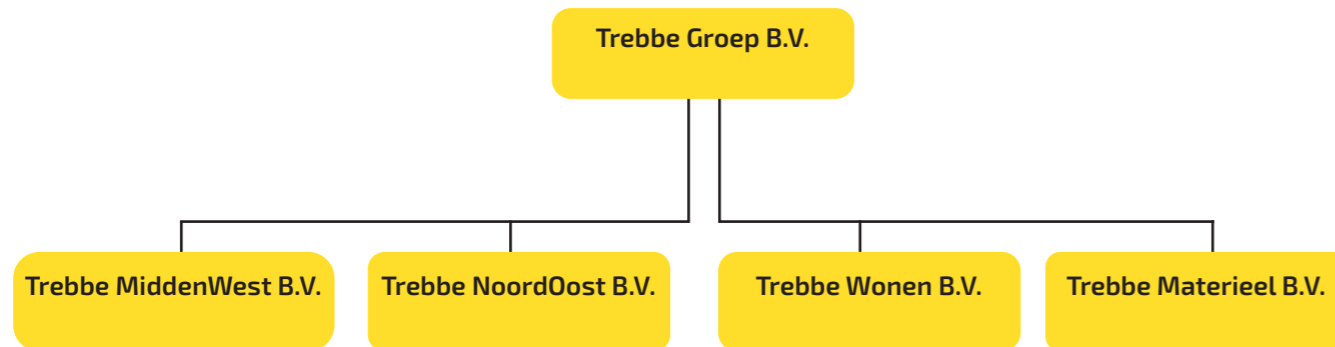 Trebbe Groep B.V.
Trebbe MiddenWest B.V.
Trebbe NoordOost B.V.
Trebbe Wonen B.V.
Trebbe Materieel B.V.